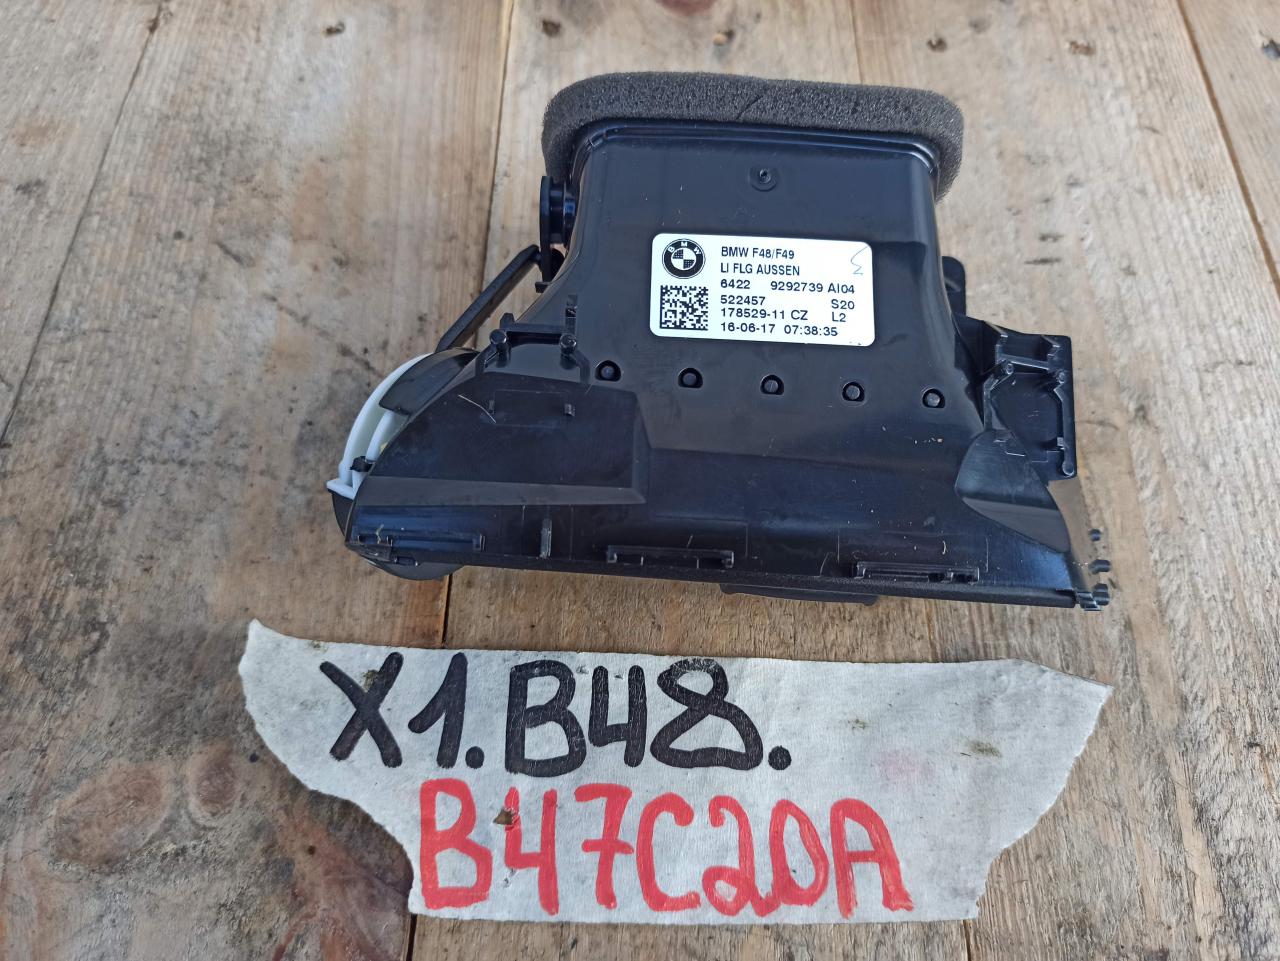 BMW
BMW F48/F49
LI FLG AUSSEN
6422 9292739 AI04
522457 S20
178529-11 CZ L2
16-06-17 07:38:35
X1.B48.
B47C20A